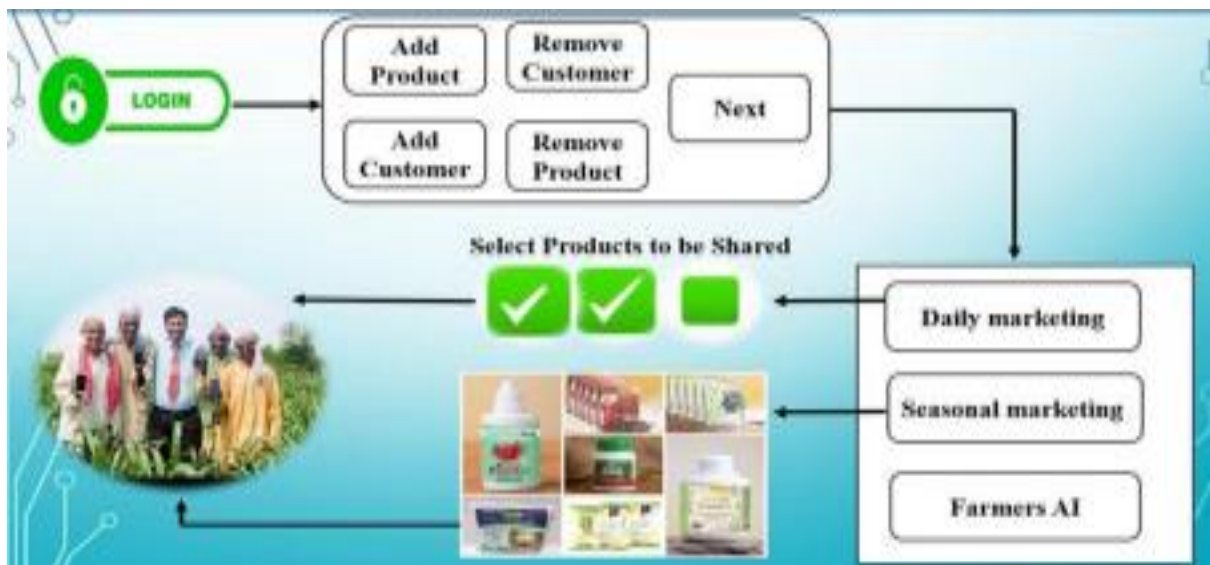 LOGIN
Add
Product
Remove
Customer
Next
Add
Customer
Remove
Product
Select Products to be Shared
Daily marketing
Seasonal marketing
Farmers AI